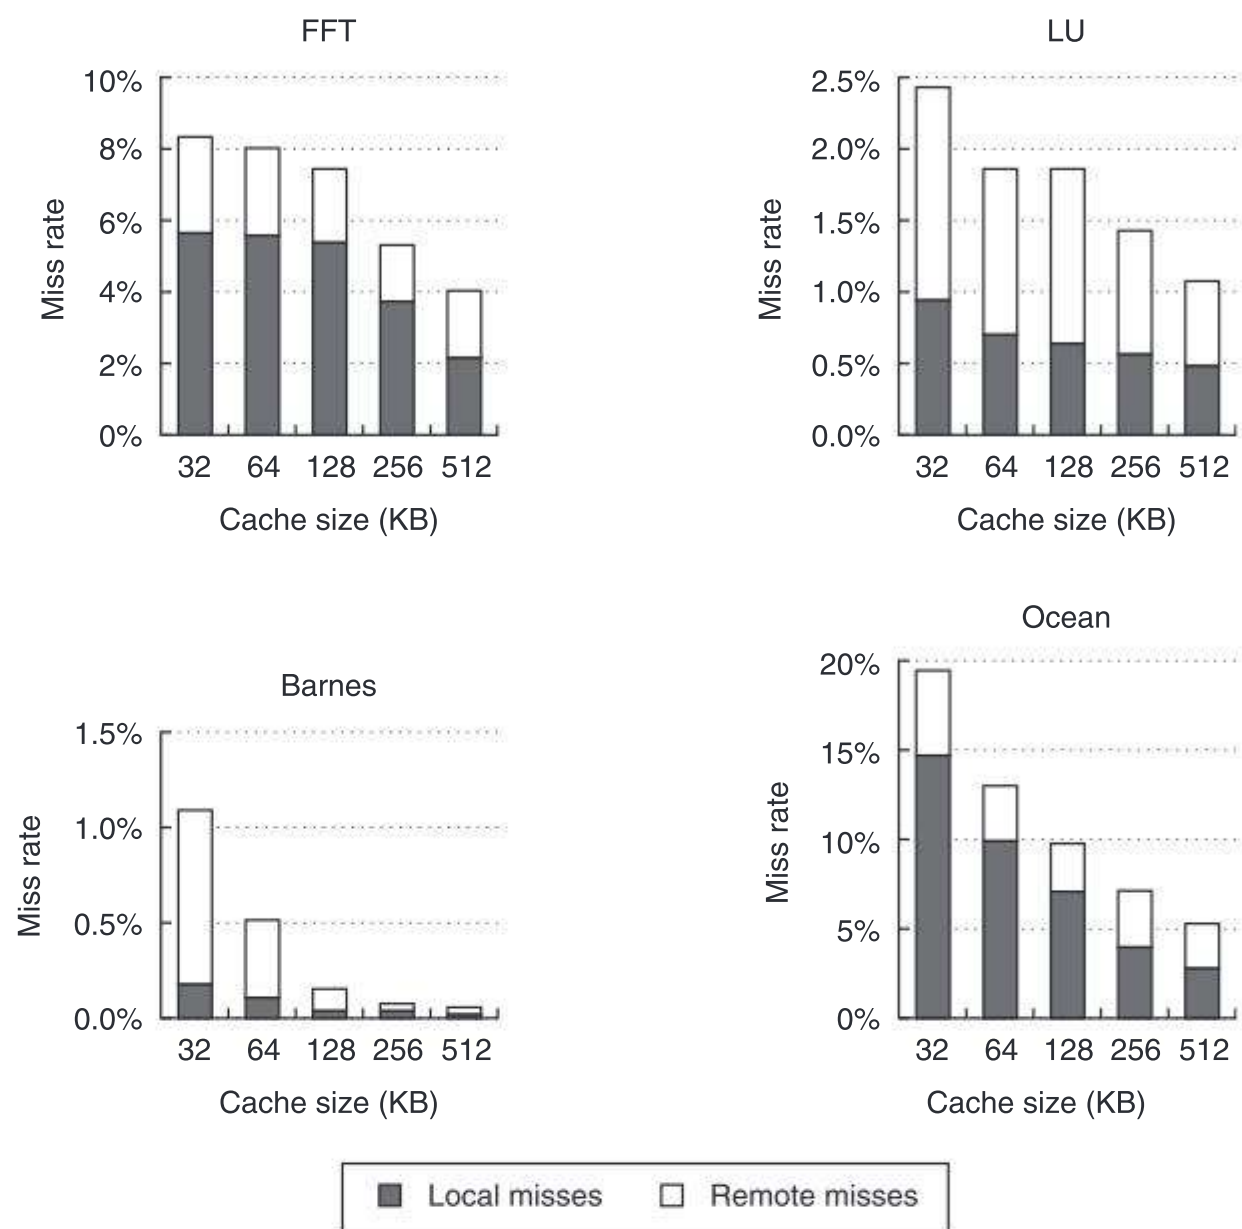 FFT
10%
8%
6%
4%
2%
0%
Miss rate
32 64 128 256 512
Cache size (KB)
LU
2.5%
2.0%
1.5%
1.0%
0.5%
0.0%
Miss rate
32 64 128 256 512
Cache size (KB)
Barnes
1.5%
1.0%
0.5%
0.0%
Miss rate
32 64 128 256 512
Cache size (KB)
Ocean
20%
15%
10%
5%
0%
Miss rate
32 64 128 256 512
Cache size (KB)
Local misses Remote misses